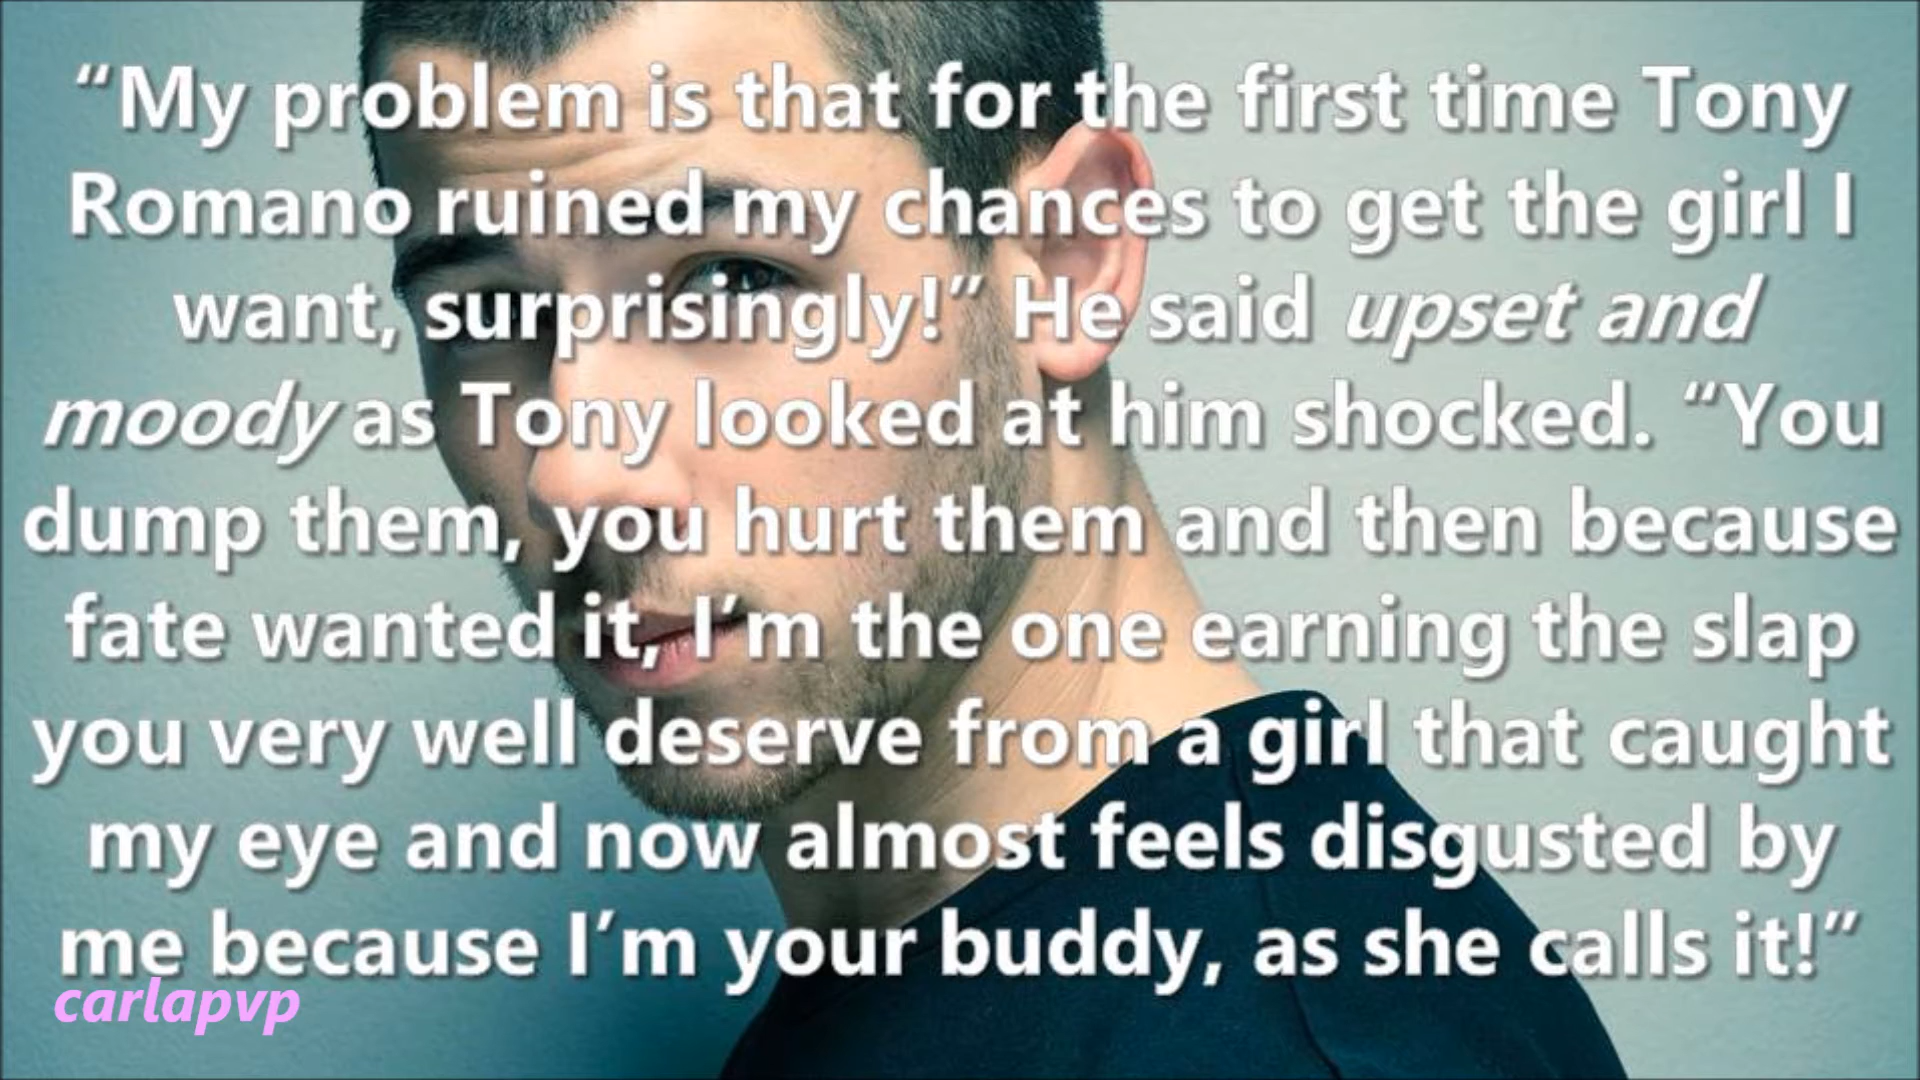 “My problem is that for the first time Tony
Romano ruined my chances to get the girl I
want, surprisingly!” He said upset and
moody as Tony looked at him shocked. “You
dump them, you hurt them and then because
fate wanted it, I’m the one earning the slap
you very well deserve from a girl that caught
my eye and now almost feels disgusted by
me because I’m your buddy, as she calls it!”
carlapvp